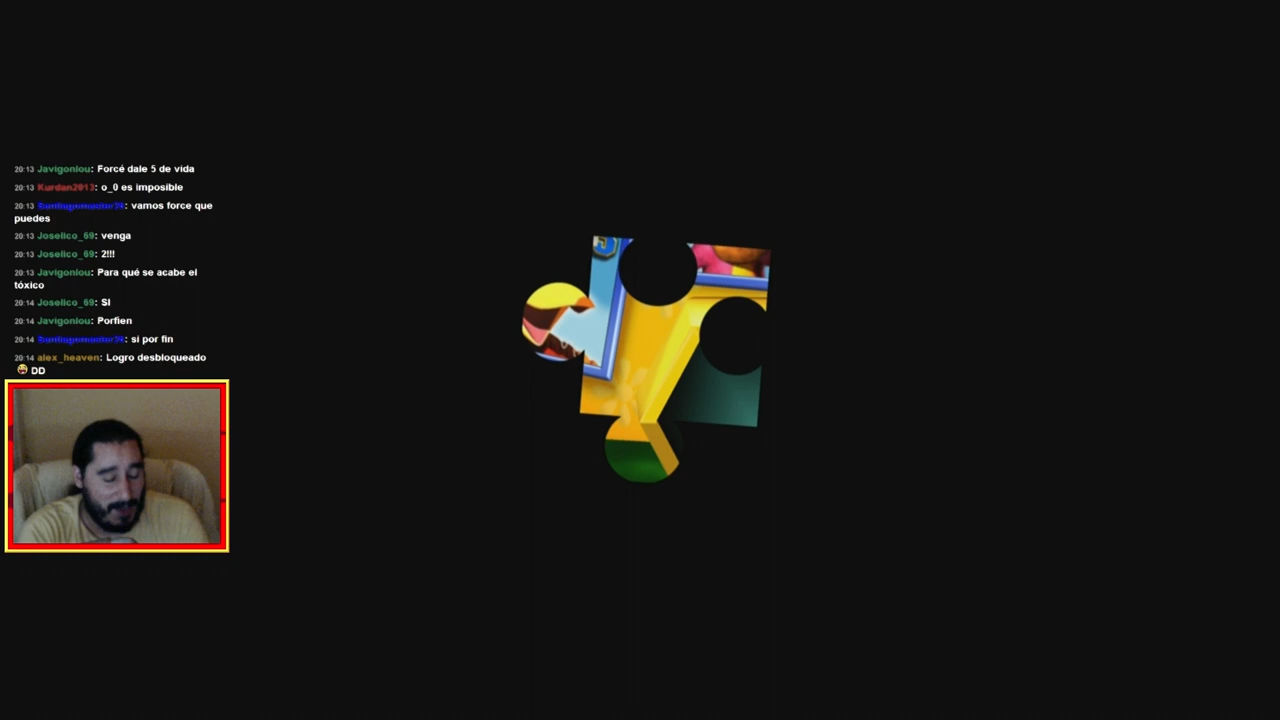 20:13 Javigonlou: Forcé dale 5 de vida
20:13 Kurdan2013: o_0 es imposible
20:13 : vamos force que
puedes
20:13 Joselico_69: venga
20:13 Joselico_69: 2!!!
20:13 Javigonlou: Para qué se acabe el
tóxico
20:14 Joselico_69: SI
20:14 Javigonlou: Porfien
20:14 : si por fin
20:14 alex_heaven: Logro desbloqueado
DD